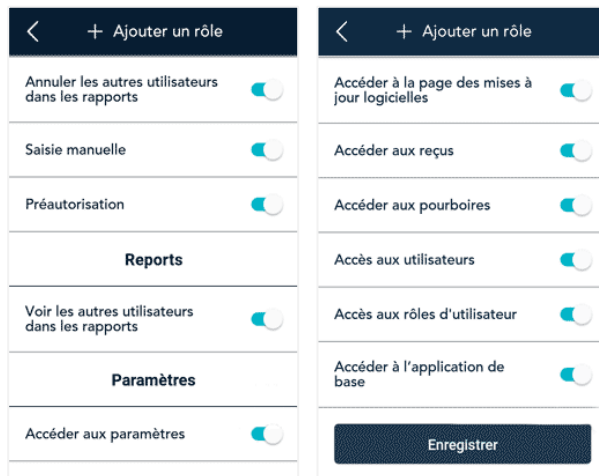 + Ajouter un rôle
Annuler les autres utilisateurs
dans les rapports
Saisie manuelle
Préautorisation
Reports
Voir les autres utilisateurs
dans les rapports
Paramètres
Accéder aux paramètres
+ Ajouter un rôle
Accéder à la page des mises à
jour logicielles
Accéder aux reçus
Accéder aux pourboires
Accès aux utilisateurs
Accès aux rôles d'utilisateur
Accéder à l’application de
base
Enregistrer